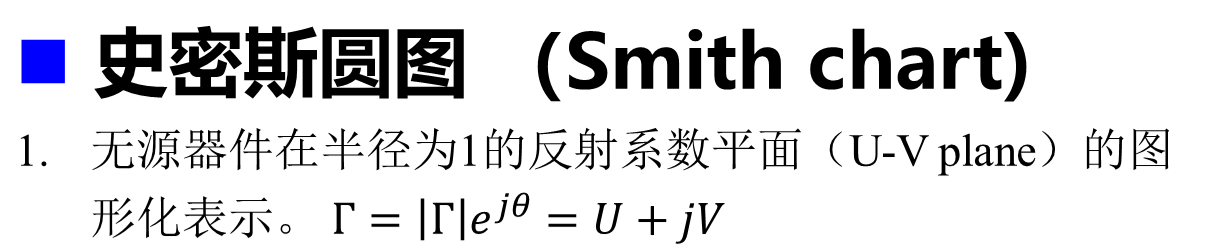 ■ 史密斯圆图 (Smith chart)
1. 无源器件在半径为1的反射系数平面（U-V plane）的图
形化表示。 Γ = |Γ|e^{jθ} = U + jV